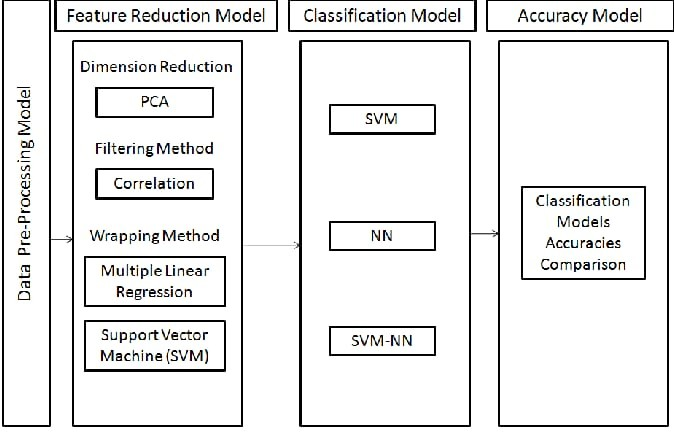 Data Pre-Processing Model
Feature Reduction Model
Dimension Reduction
PCA
Filtering Method
Correlation
Wrapping Method
Multiple Linear
Regression
Support Vector
Machine (SVM)
Classification Model
SVM
NN
SVM-NN
Accuracy Model
Classification
Models
Accuracies
Comparison